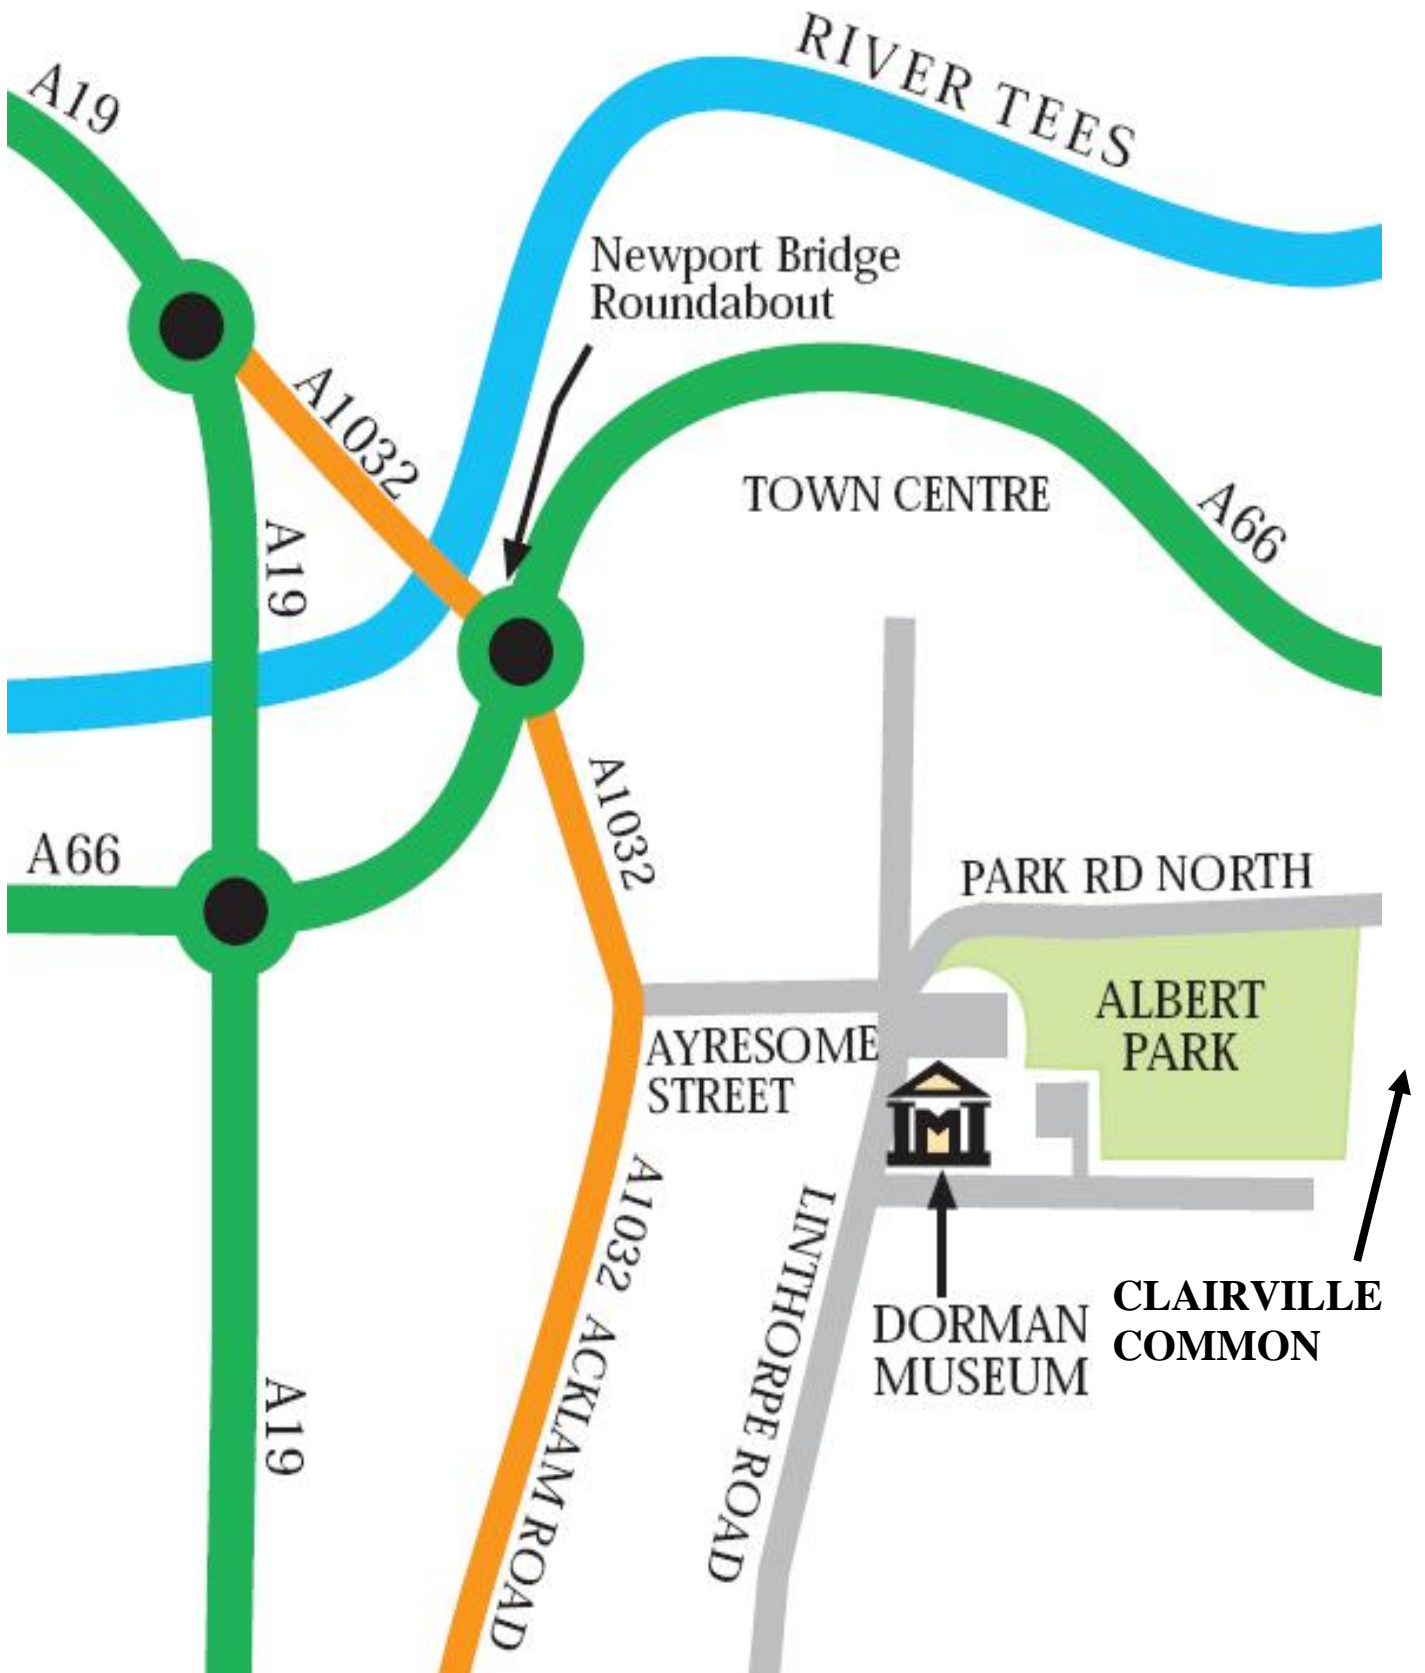 RIVER TEES
A19
Newport Bridge
Roundabout
A1032
TOWN CENTRE
A66
A19
A1032
A66
PARK RD NORTH
ALBERT
PARK
AYRESOME
STREET
A1032 ACKLAM ROAD
LINTHORPE ROAD
CLAIRVILLE
COMMON
DORMAN
MUSEUM
A19